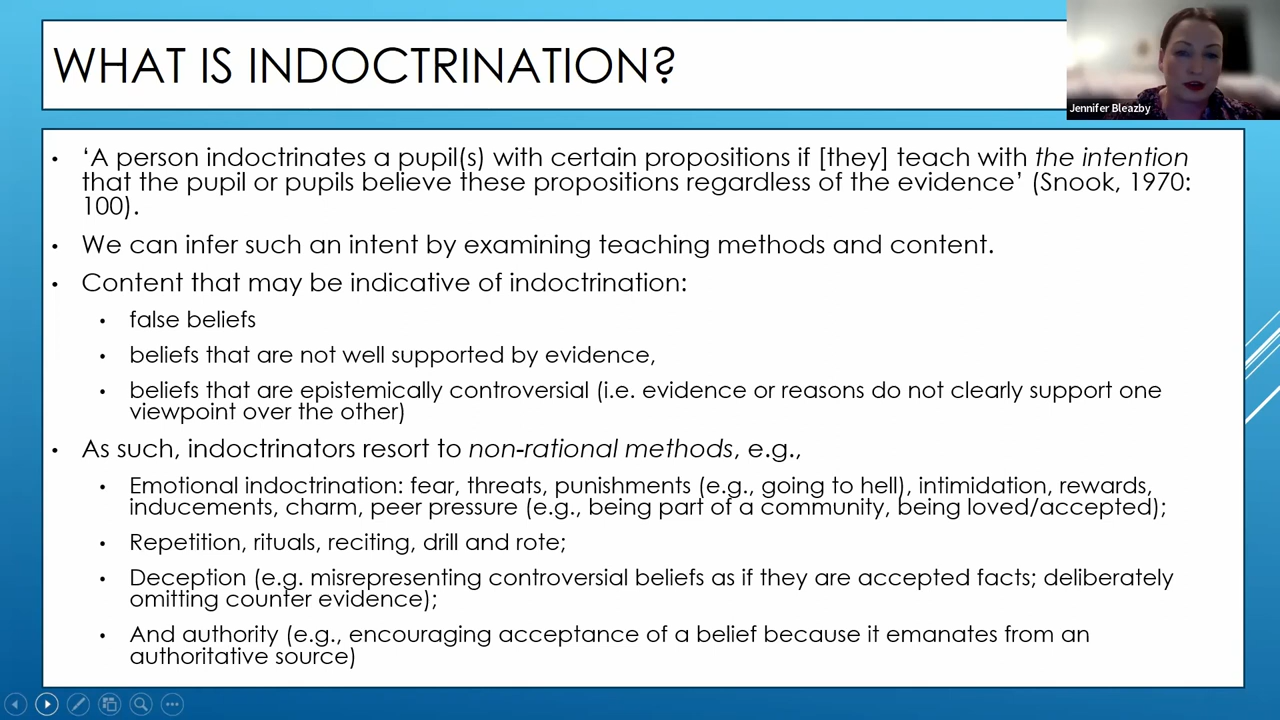 WHAT IS INDOCTRINATION?
Jennifer Bleazby
• ‘A person indoctrinates a pupil(s) with certain propositions if [they] teach with the intention
that the pupil or pupils believe these propositions regardless of the evidence’ (Snook, 1970:
100).
• We can infer such an intent by examining teaching methods and content.
• Content that may be indicative of indoctrination:
• false beliefs
• beliefs that are not well supported by evidence,
• beliefs that are epistemically controversial (i.e. evidence or reasons do not clearly support one
viewpoint over the other)
• As such, indoctrinators resort to non-rational methods, e.g.,
• Emotional indoctrination: fear, threats, punishments (e.g., going to hell), intimidation, rewards,
inducements, charm, peer pressure (e.g., being part of a community, being loved/accepted);
• Repetition, rituals, reciting, drill and rote;
• Deception (e.g. misrepresenting controversial beliefs as if they are accepted facts; deliberately
omitting counter evidence);
• And authority (e.g., encouraging acceptance of a belief because it emanates from an
authoritative source)